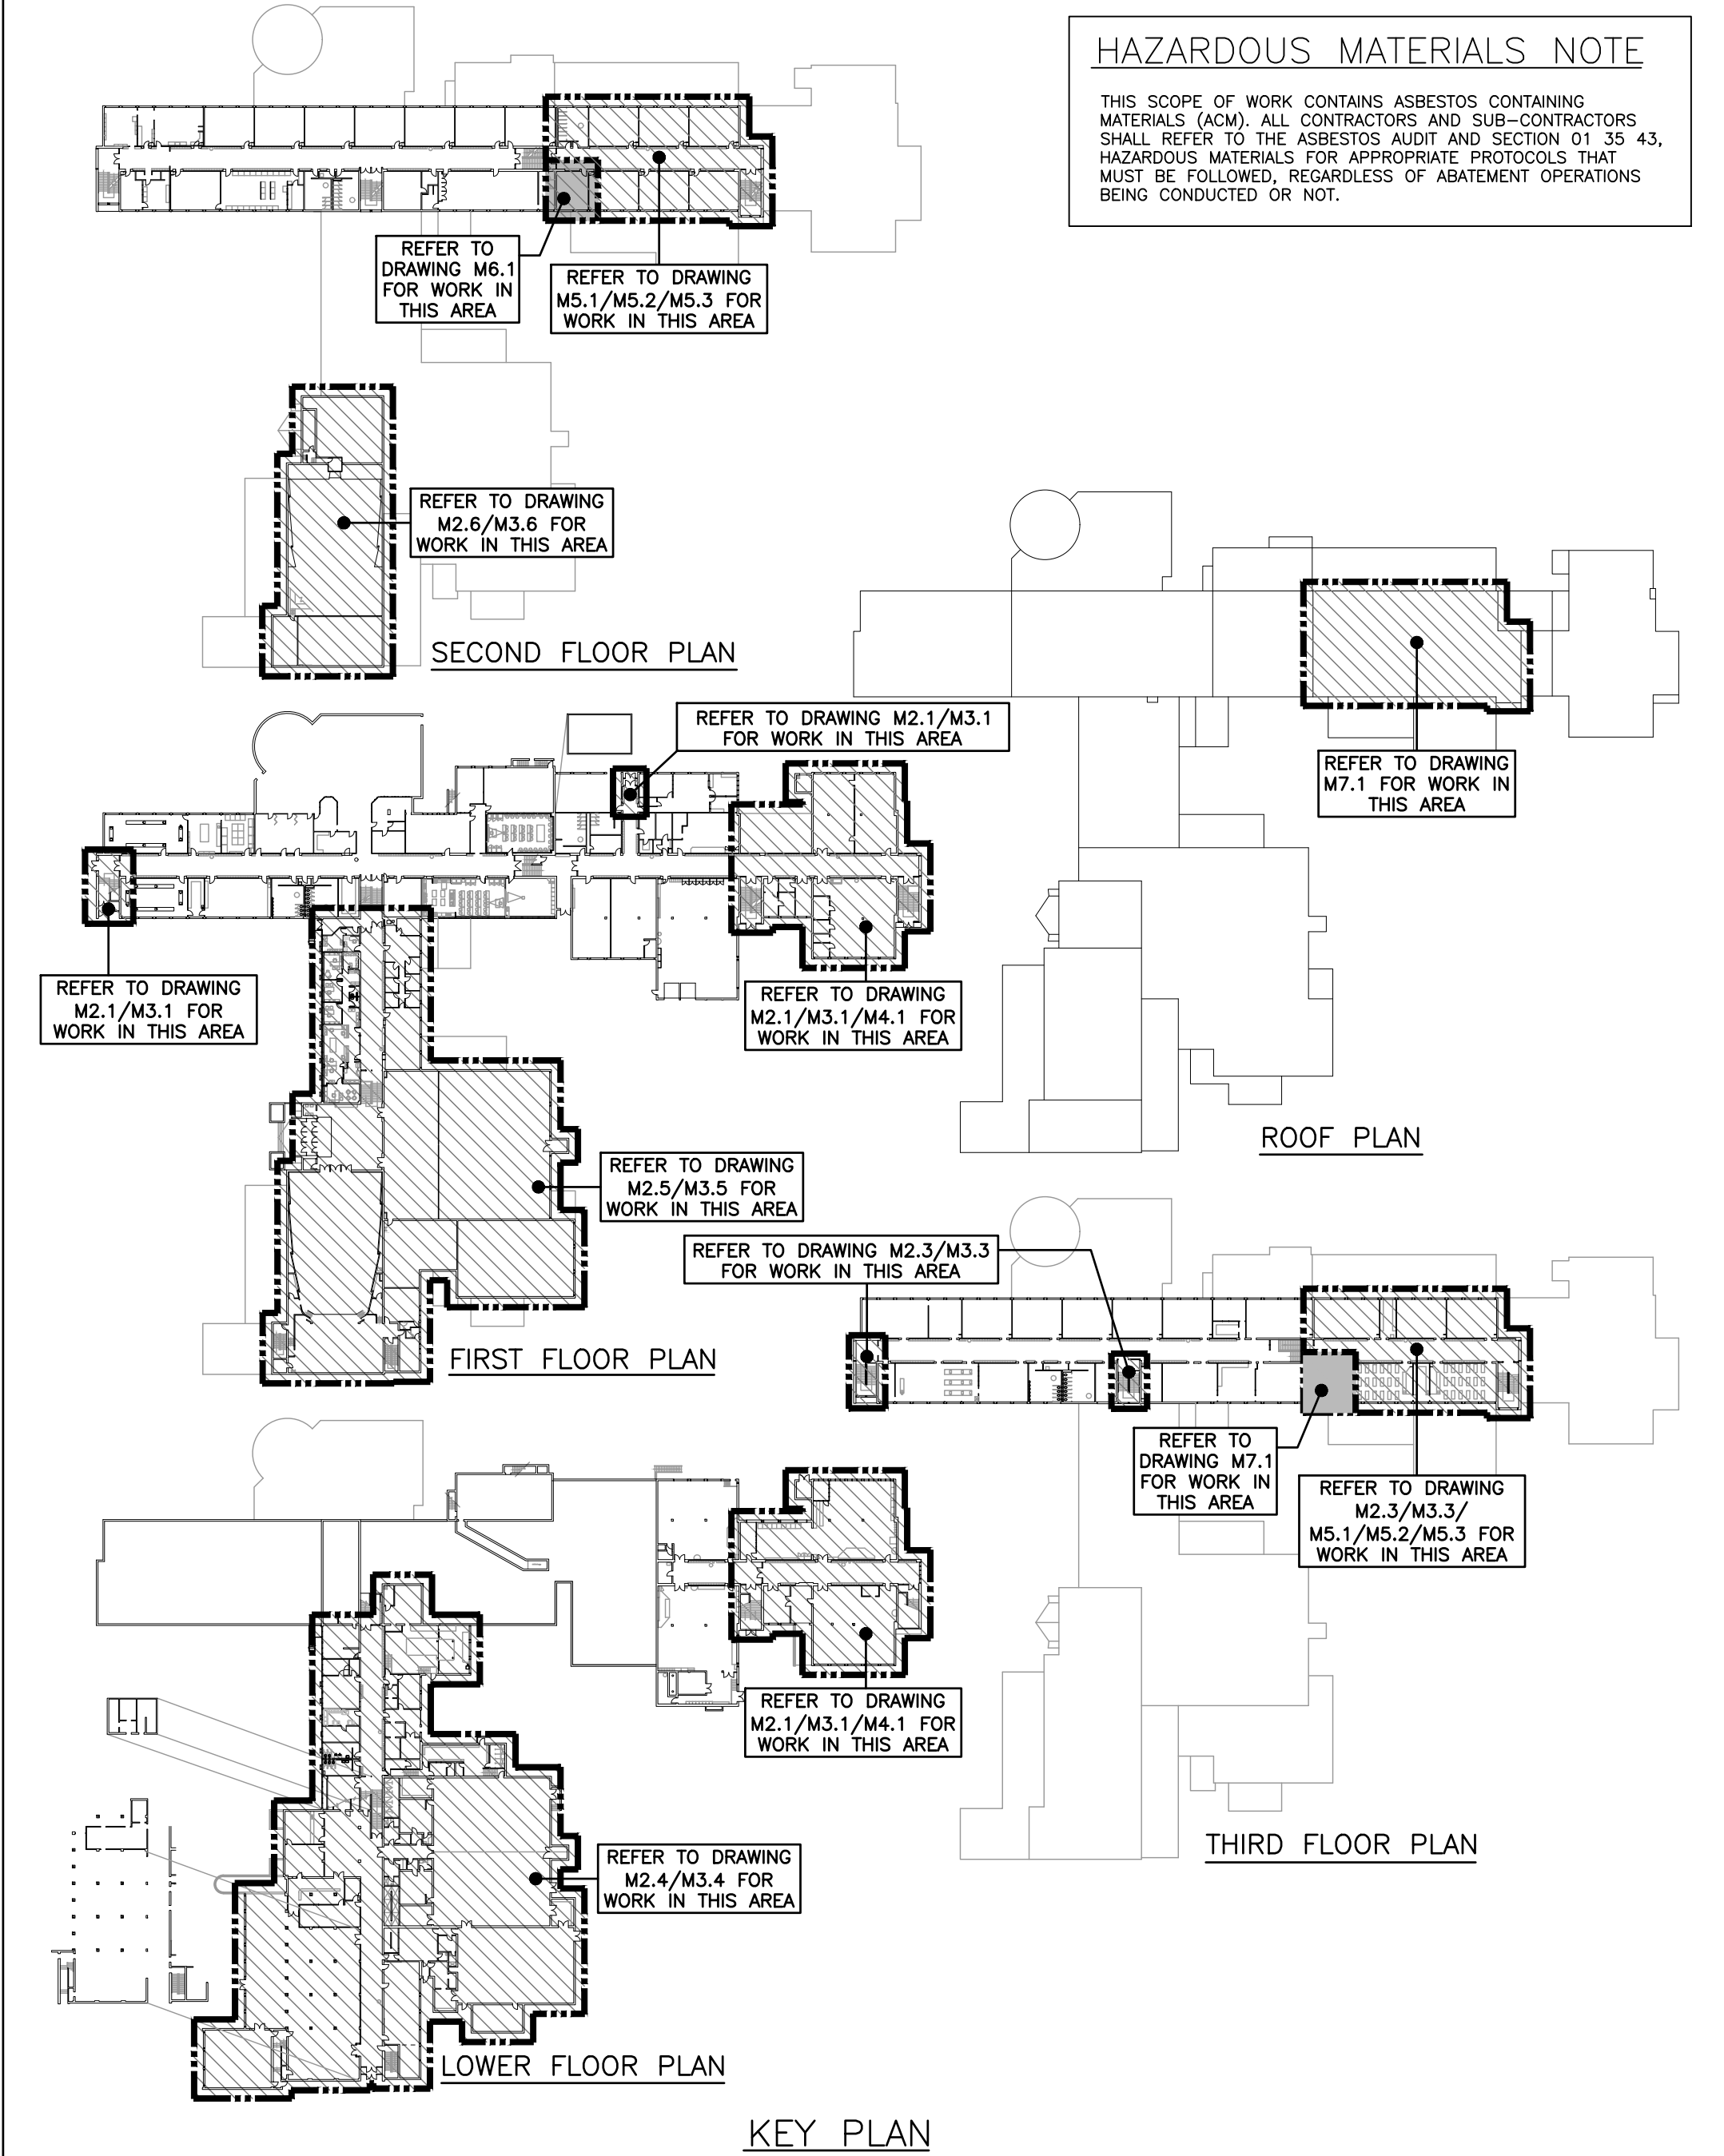 HAZARDOUS MATERIALS NOTE
THIS SCOPE OF WORK CONTAINS ASBESTOS CONTAINING
MATERIALS (ACM). ALL CONTRACTORS AND SUB-CONTRACTORS
SHALL REFER TO THE ASBESTOS AUDIT AND SECTION 01 35 43,
HAZARDOUS MATERIALS FOR APPROPRIATE PROTOCOLS THAT
MUST BE FOLLOWED, REGARDLESS OF ABATEMENT OPERATIONS
BEING CONDUCTED OR NOT.
REFER TO
DRAWING M6.1
FOR WORK IN
THIS AREA
REFER TO DRAWING
M5.1/M5.2/M5.3 FOR
WORK IN THIS AREA
REFER TO DRAWING
M2.6/M3.6 FOR
WORK IN THIS AREA
SECOND FLOOR PLAN
REFER TO DRAWING
M7.1 FOR WORK IN
THIS AREA
ROOF PLAN
REFER TO DRAWING M2.1/M3.1
FOR WORK IN THIS AREA
REFER TO DRAWING
M2.1/M3.1 FOR
WORK IN THIS AREA
REFER TO DRAWING
M2.1/M3.1/M4.1 FOR
WORK IN THIS AREA
REFER TO DRAWING
M2.5/M3.5 FOR
WORK IN THIS AREA
FIRST FLOOR PLAN
REFER TO DRAWING M2.3/M3.3
FOR WORK IN THIS AREA
REFER TO
DRAWING M7.1
FOR WORK IN
THIS AREA
REFER TO DRAWING
M2.3/M3.3/
M5.1/M5.2/M5.3 FOR
WORK IN THIS AREA
THIRD FLOOR PLAN
REFER TO DRAWING
M2.1/M3.1/M4.1 FOR
WORK IN THIS AREA
REFER TO DRAWING
M2.4/M3.4 FOR
WORK IN THIS AREA
LOWER FLOOR PLAN
KEY PLAN